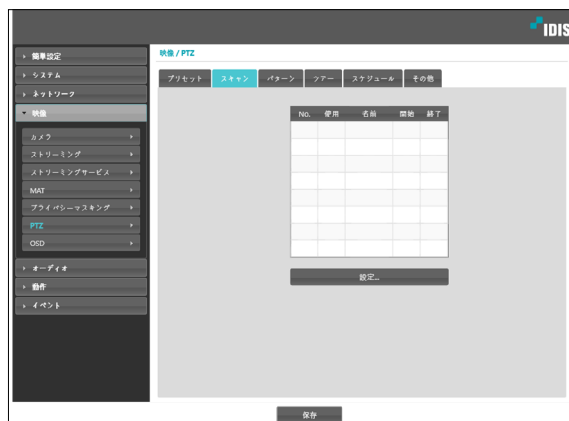 IDIS
簡単設定
システム
ネットワーク
映像
カメラ
ストリーミング
ストリーミングサービス
MAT
プライバシーマスキング
PTZ
OSD
オーディオ
動作
イベント
映像 / PTZ
プリセット スキャン パターン ツアー スケジュール その他
No. 使用 名前 開始 終了
設定...
保存